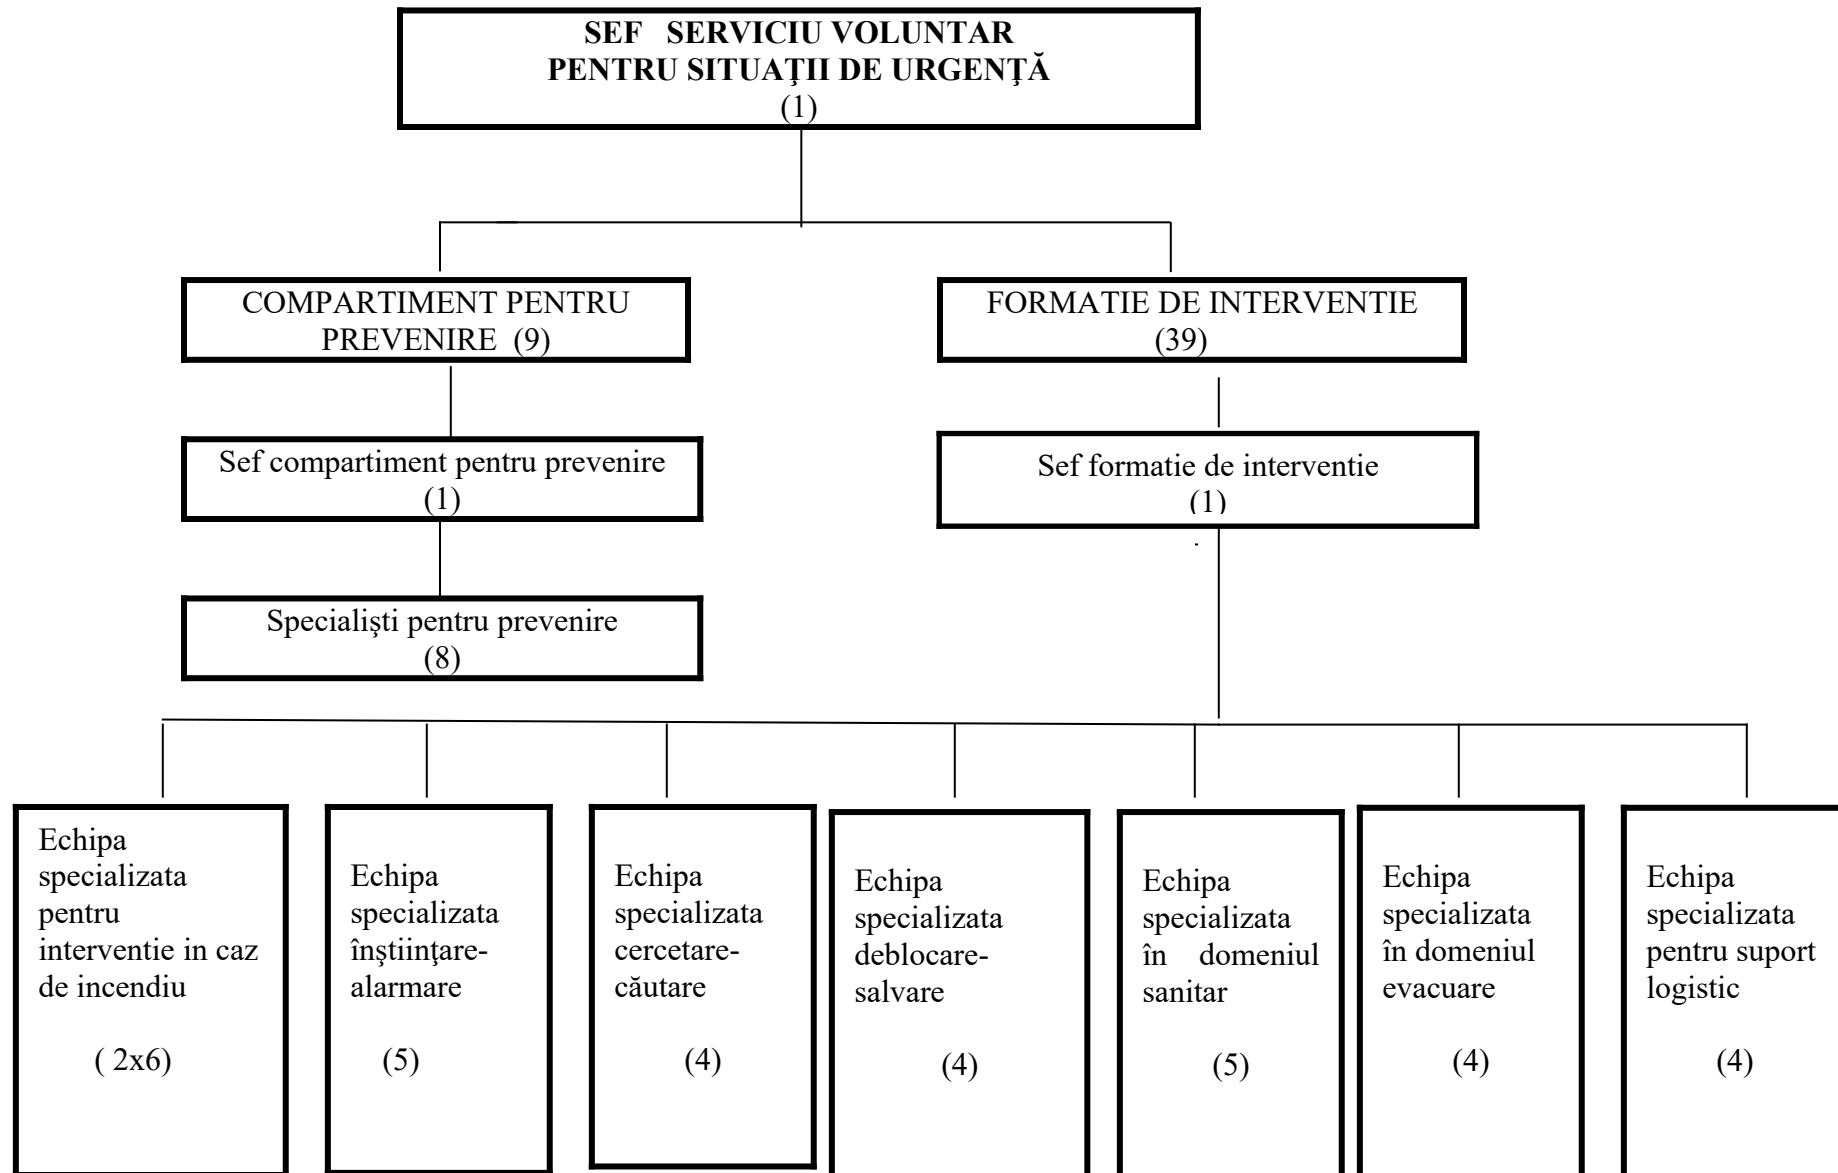 SEF SERVICIU VOLUNTAR
PENTRU SITUAŢII DE URGENŢĂ
(1)
COMPARTIMENT PENTRU
PREVENIRE (9)
FORMATIE DE INTERVENTIE
(39)
Sef compartiment pentru prevenire
(1)
Sef formatie de interventie
(1)
Specialişti pentru prevenire
(8)
Echipa
specializata
pentru
interventie in caz
de incendiu
( 2x6)
Echipa
specializata
înştiinţare-
alarmare
(5)
Echipa
specializata
cercetare-
căutare
(4)
Echipa
specializata
deblocare-
salvare
(4)
Echipa
specializata
în domeniul
sanitar
(5)
Echipa
specializata
în domeniul
evacuare
(4)
Echipa
specializata
pentru suport
logistic
(4)